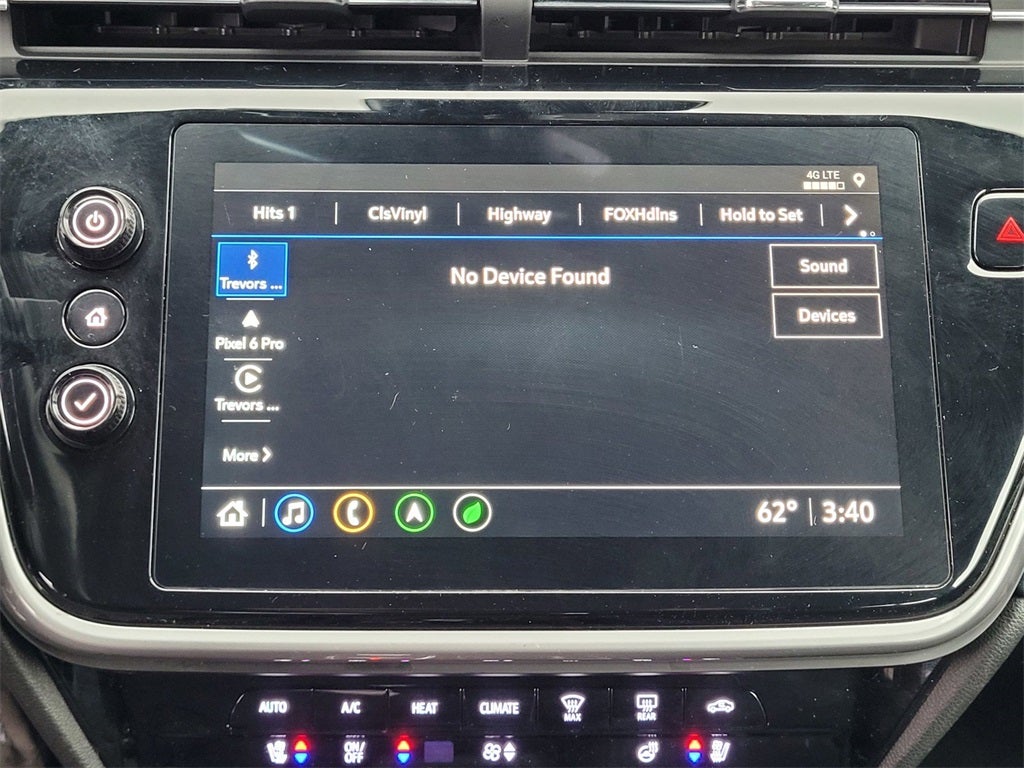 4G LTE
Hits 1 ClsVinyl Highway FOXHdlns Hold to Set
Trevors ...
No Device Found
Sound
Devices
Pixel 6 Pro
Trevors ...
More
62° 3:40
AUTO A/C HEAT CLIMATE MAX REAR
ON/OFF